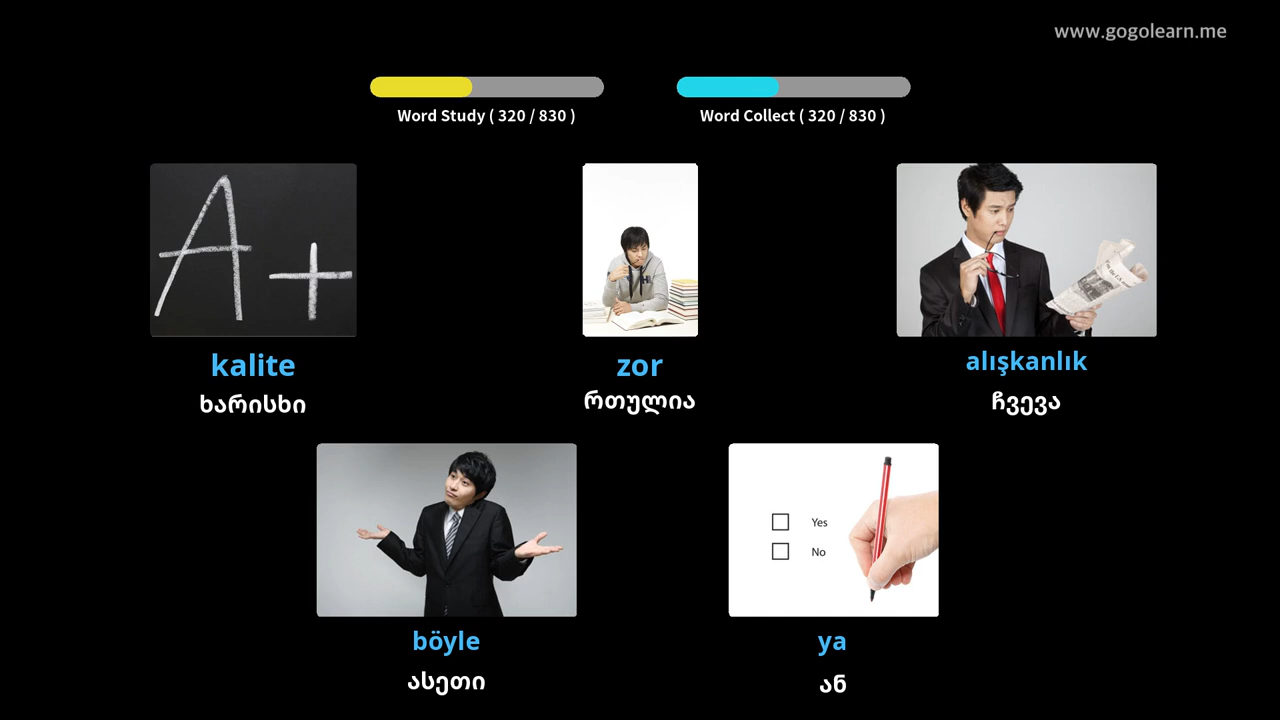 www.gogolearn.me
Word Study ( 320 / 830 )
Word Collect ( 320 / 830 )
A+
kalite
ხარისხი
zor
რთულია
alışkanlık
ჩვევა
böyle
ასეთი
Yes
No
ya
ან